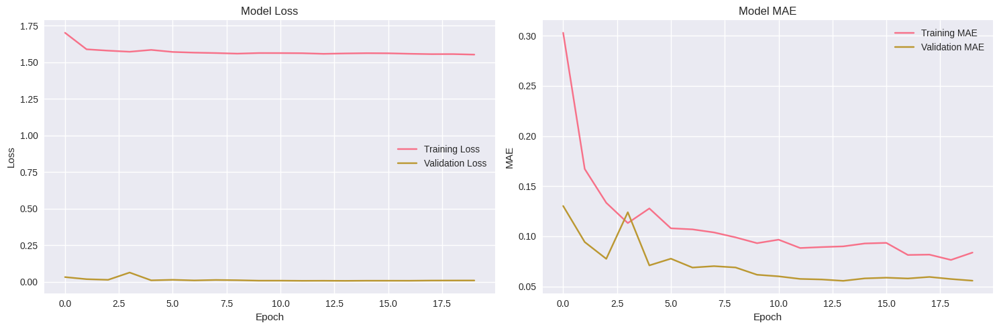 Model Loss
1.75
1.50
1.25
1.00
0.75
0.50
0.25
0.00
Loss
Training Loss
Validation Loss
0.0 2.5 5.0 7.5 10.0 12.5 15.0 17.5
Epoch
Model MAE
0.30
0.25
0.20
0.15
0.10
0.05
MAE
Training MAE
Validation MAE
0.0 2.5 5.0 7.5 10.0 12.5 15.0 17.5
Epoch